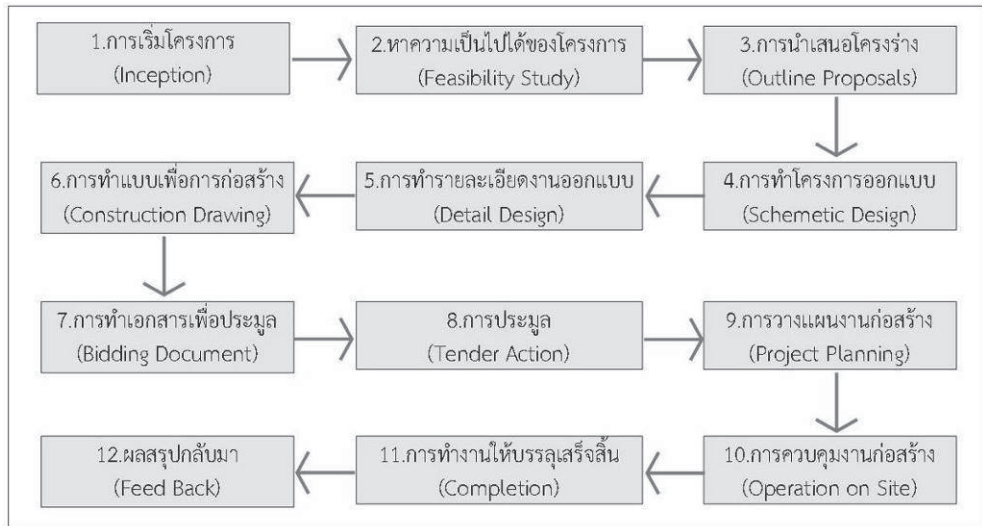 1.การเริ่มโครงการ
(Inception)
2.หาความเป็นไปได้ของโครงการ
(Feasibility Study)
3.การนำเสนอโครงร่าง
(Outline Proposals)
4.การทำโครงการออกแบบ
(Schemetic Design)
5.การทำรายละเอียดงานออกแบบ
(Detail Design)
6.การทำแบบเพื่อการก่อสร้าง
(Construction Drawing)
7.การทำเอกสารเพื่อประมูล
(Bidding Document)
8.การประมูล
(Tender Action)
9.การวางแผนงานก่อสร้าง
(Project Planning)
10.การควบคุมงานก่อสร้าง
(Operation on Site)
11.การทำงานให้บรรลุเสร็จสิ้น
(Completion)
12.ผลสรุปกลับมา
(Feed Back)